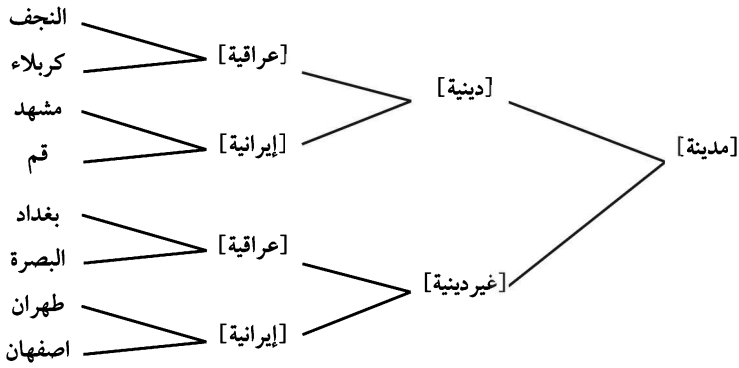 [مدينة]
[دينية]
[عراقية]
النجف
كربلاء
[إيرانية]
مشهد
قم
[غيردينية]
[عراقية]
بغداد
البصرة
[إيرانية]
طهران
اصفهان